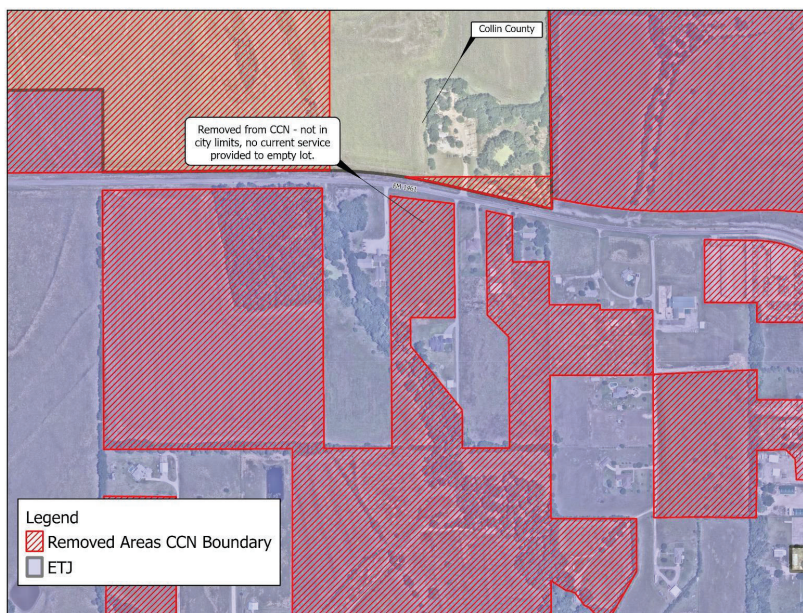 Collin County
Removed from CCN - not in
city limits, no current service
provided to empty lot.
Legend
Removed Areas CCN Boundary
ETJ